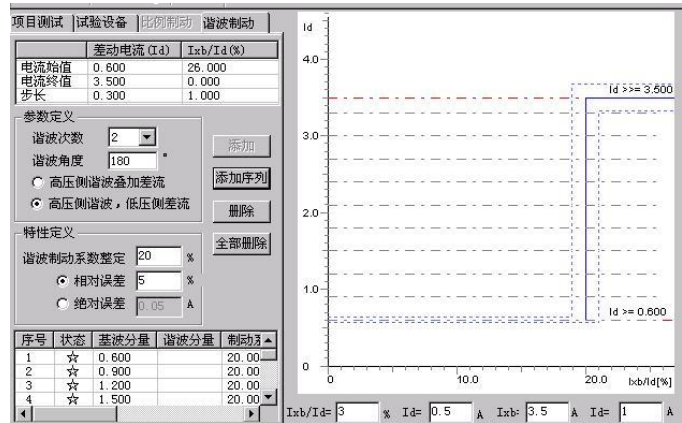 项目测试 试验设备 比例制动 谐波制动
差动电流(Id) Ixb/Id(%)
电流始值 0.600 26.000
电流终值 3.500 0.000
步长 0.300 1.000
参数定义
谐波次数 2
谐波角度 180 °
高压侧谐波叠加差流
高压侧谐波，低压侧差流
添加
添加序列
删除
全部删除
特性定义
谐波制动系数整定 20 %
相对误差 5 %
绝对误差 0.05 A
序号 状态 基波分量 谐波分量 制动
1 ☆ 0.600 20.00
2 ☆ 0.900 20.00
3 ☆ 1.200 20.00
4 ☆ 1.500 20.00
Id
4.0
Id >>= 3.500
3.0
2.0
1.0
Id >= 0.600
0
0 10.0 20.0 Ixb/Id[%]
Ixb/Id= 3 % Id= 0.5 A Ixb= 3.5 A Id= 1 A